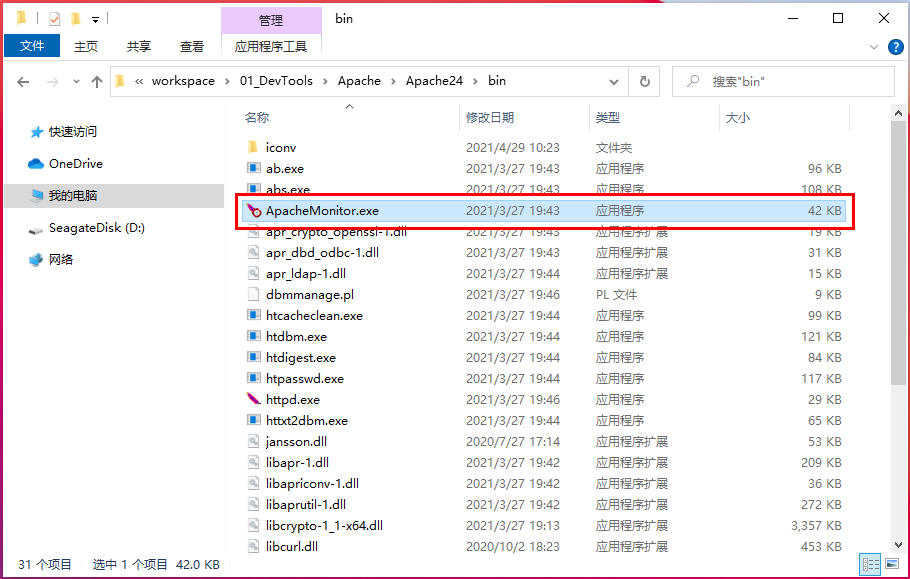 管理
bin
文件
主页
共享
查看
应用程序工具
?
« workspace › 01_DevTools › Apache › Apache24 › bin
搜索"bin"
快速访问
OneDrive
我的电脑
SeagateDisk (D:)
网络
名称 修改日期 类型 大小
iconv 2021/4/29 10:23 文件夹
ab.exe 2021/3/27 19:43 应用程序 96 KB
abs.exe 2021/3/27 19:43 应用程序 108 KB
ApacheMonitor.exe 2021/3/27 19:43 应用程序 42 KB
apr_crypto_openssl-1.dll 2021/3/27 19:43 应用程序扩展 19 KB
apr_dbd_odbc-1.dll 2021/3/27 19:43 应用程序扩展 31 KB
apr_ldap-1.dll 2021/3/27 19:44 应用程序扩展 15 KB
dbmmanage.pl 2021/3/27 19:46 PL 文件 9 KB
htcacheclean.exe 2021/3/27 19:44 应用程序 99 KB
htdbm.exe 2021/3/27 19:44 应用程序 121 KB
htdigest.exe 2021/3/27 19:44 应用程序 84 KB
htpasswd.exe 2021/3/27 19:44 应用程序 117 KB
httpd.exe 2021/3/27 19:46 应用程序 29 KB
httxt2dbm.exe 2021/3/27 19:44 应用程序 65 KB
jansson.dll 2020/7/27 17:14 应用程序扩展 53 KB
libapr-1.dll 2021/3/27 19:42 应用程序扩展 209 KB
libapriconv-1.dll 2021/3/27 19:42 应用程序扩展 36 KB
libaprutil-1.dll 2021/3/27 19:42 应用程序扩展 272 KB
libcrypto-1_1-x64.dll 2021/3/27 19:13 应用程序扩展 3,357 KB
libcurl.dll 2020/10/2 18:23 应用程序扩展 453 KB
31 个项目 选中 1 个项目 42.0 KB